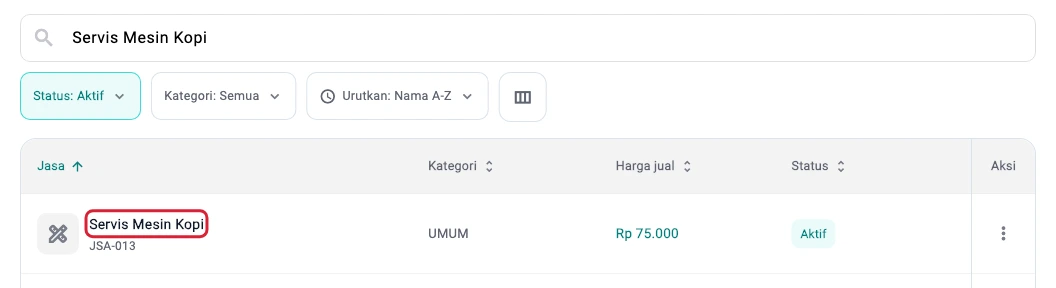 Servis Mesin Kopi
Status: Aktif
Kategori: Semua
Urutkan: Nama A-Z
Jasa
Kategori
Harga jual
Status
Aksi
Servis Mesin Kopi
JSA-013
UMUM
Rp 75.000
Aktif